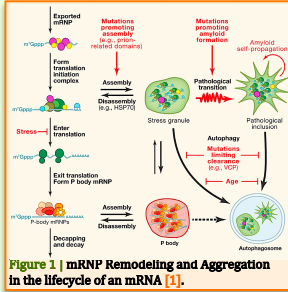 Exported
mRNP
m⁷Gppp
Form
translation
initiation
complex
m⁷Gppp
Stress
Enter
translation
m⁷Gppp
AAAAAAA
Exit translation
Form P body mRNP
m⁷Gppp
P-body mRNPs
Decapping
and decay
Mutations
promoting
assembly
(e.g., prion-
related domains)
Assembly
Disassembly
(e.g., HSP70)
Stress granule
Mutations
promoting
amyloid
formation
Pathological
transition
Amyloid
self-propagation
Pathological
inclusion
Autophagy
Mutations
limiting
clearance
(e.g., VCP)
Age
Assembly
Disassembly
P body
Autophagosome
Figure 1 | mRNP Remodeling and Aggregation
in the lifecycle of an mRNA [1].